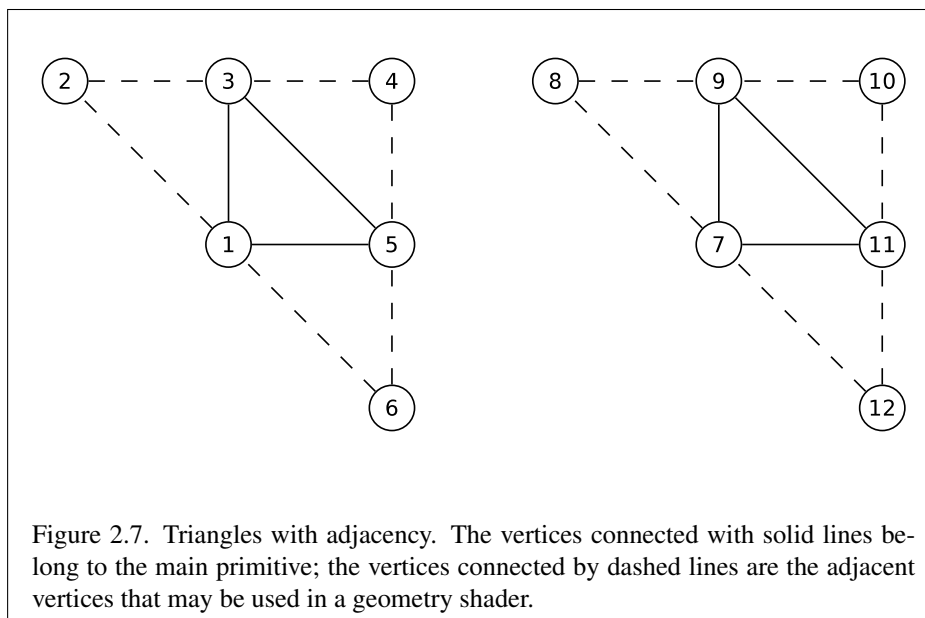 2 3 4 8 9 10
1 5 7 11
6 12
Figure 2.7. Triangles with adjacency. The vertices connected with solid lines be-
long to the main primitive; the vertices connected by dashed lines are the adjacent
vertices that may be used in a geometry shader.